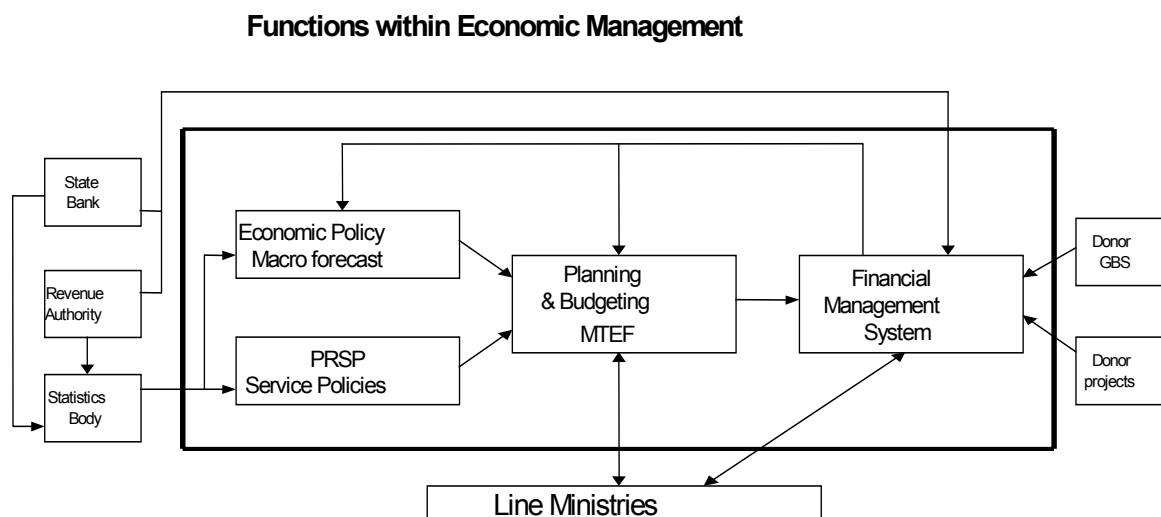 Functions within Economic Management
State
Bank
Revenue
Authority
Statistics
Body
Economic Policy
Macro forecast
PRSP
Service Policies
Planning
& Budgeting
MTEF
Financial
Management
System
Donor
GBS
Donor
projects
Line Ministries